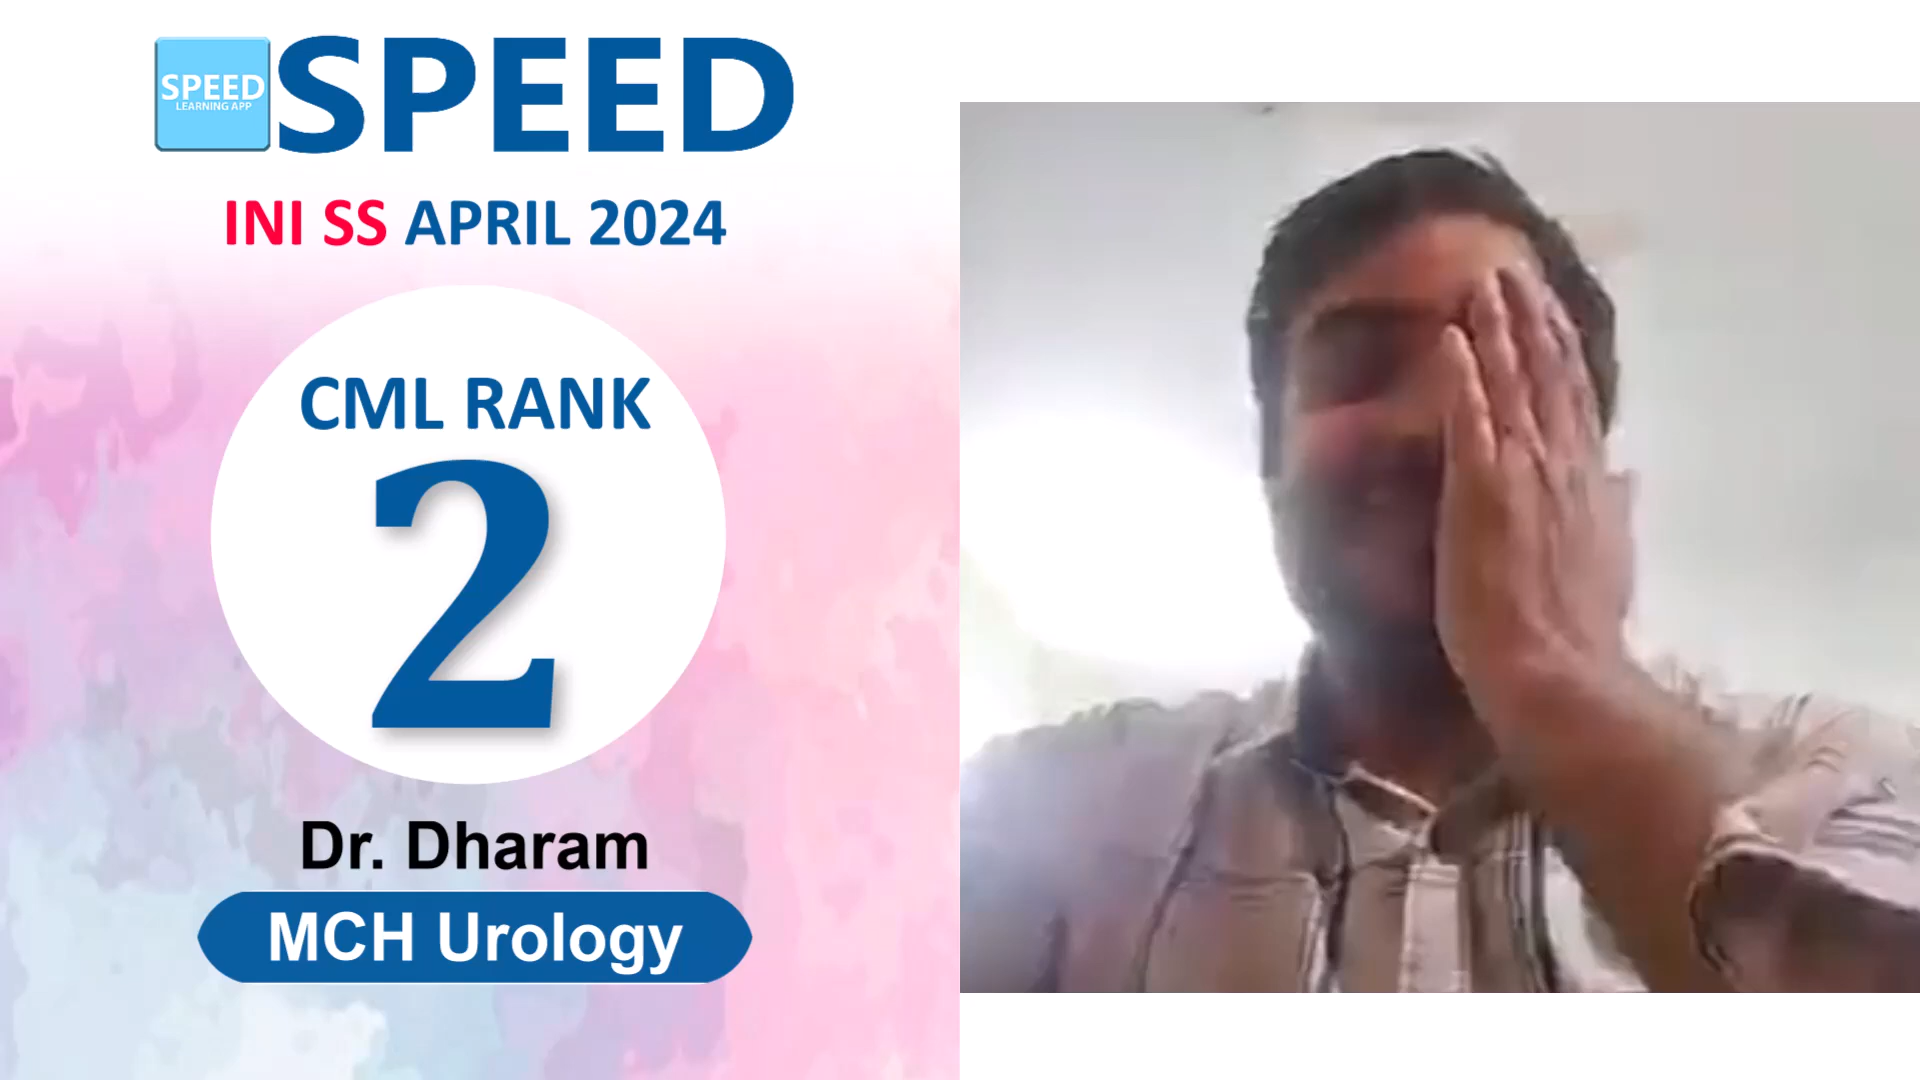 SPEED
LEARNING APP
SPEED
INI SS APRIL 2024
CML RANK
2
Dr. Dharam
MCH Urology